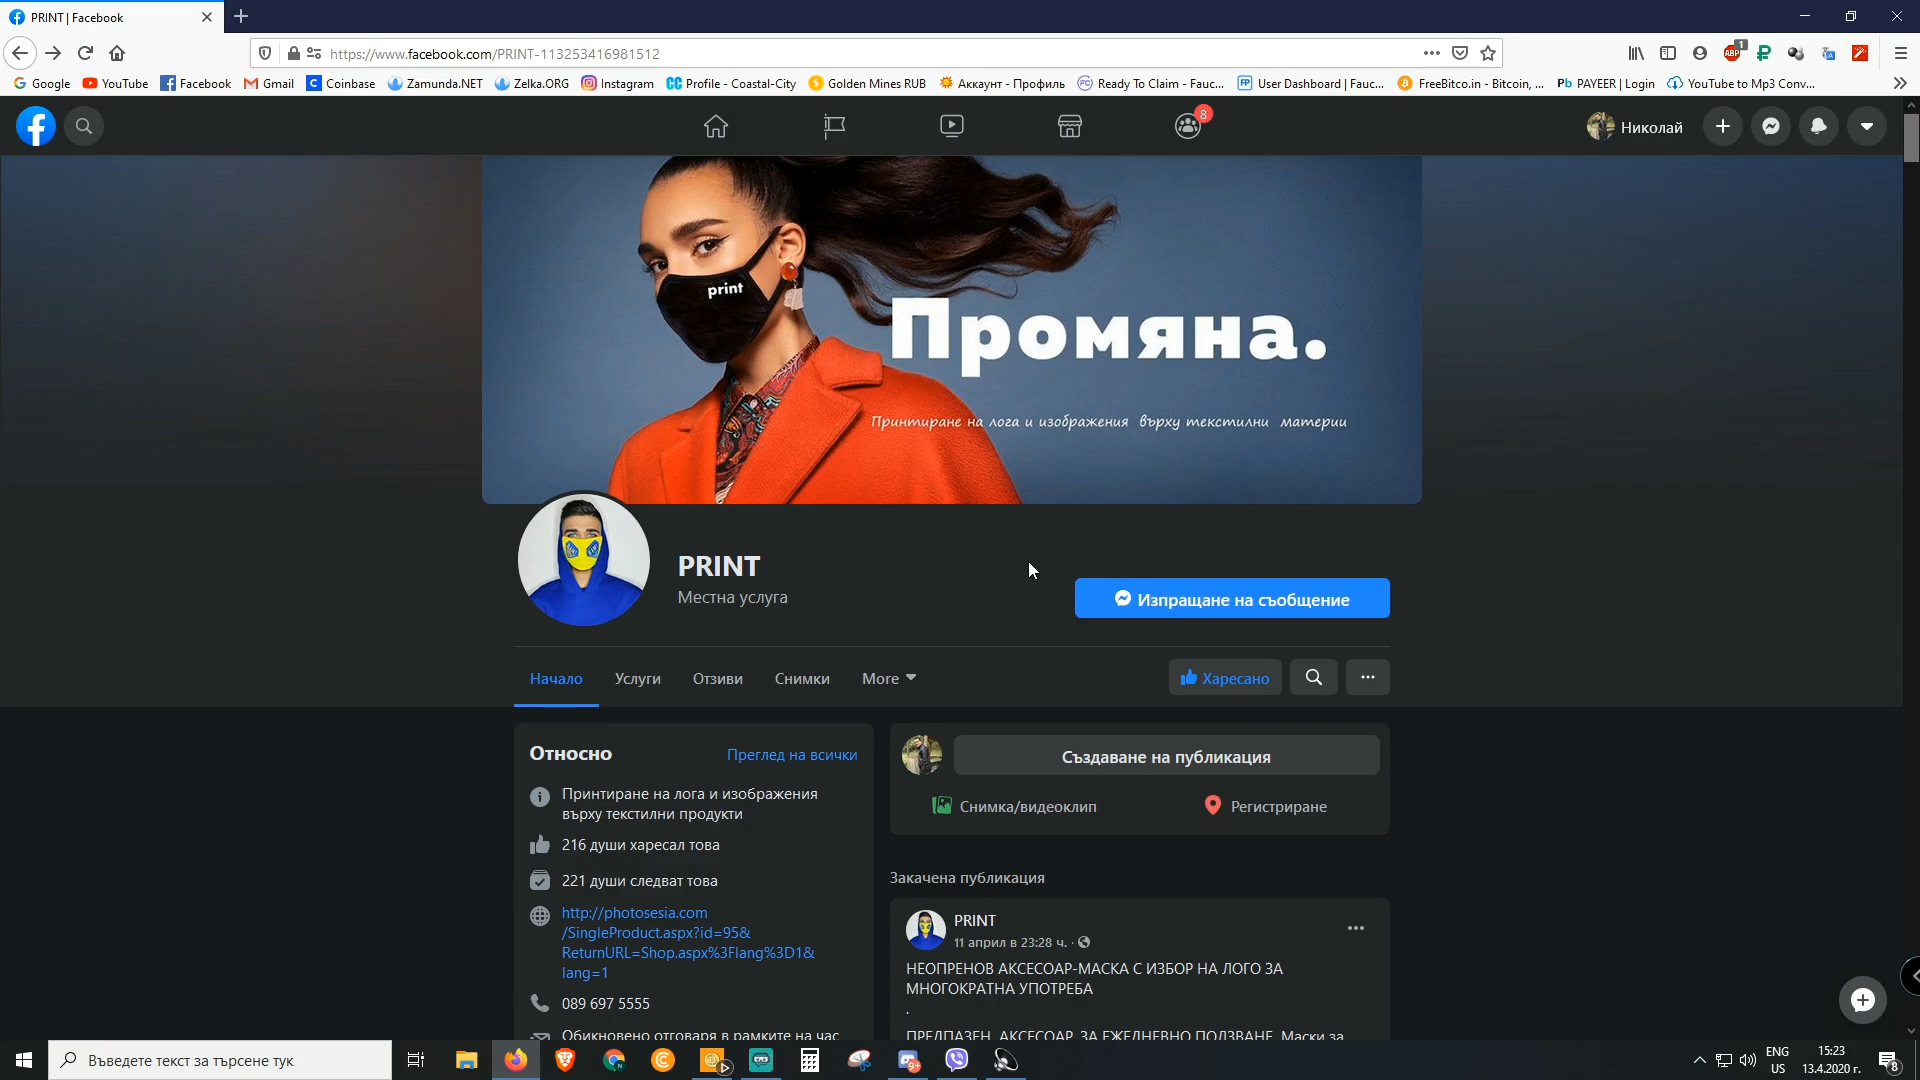 PRINT | Facebook
https://www.facebook.com/PRINT-113253416981512
1
Google
YouTube
Facebook
Gmail
Coinbase
Zamunda.NET
Zelka.ORG
Instagram
Profile - Coastal-City
Golden Mines RUB
Аккаунт - Профиль
Ready To Claim - Fauc...
User Dashboard | Fauc...
FreeBitco.in - Bitcoin, ...
PAYEER | Login
YouTube to Mp3 Conv...
8
Николай
print
Промяна.
Принтиране на лога и изображения върху текстилни материи
PRINT
Местна услуга
Изпращане на съобщение
Начало
Услуги
Отзиви
Снимки
More
Харесано
Относно
Преглед на всички
Принтиране на лога и изображения
върху текстилни продукти
216 души харесал това
221 души следват това
http://photosesia.com
/SingleProduct.aspx?id=95&
ReturnURL=Shop.aspx%3Flang%3D1&
lang=1
089 697 5555
Обикновено отговаря в рамките на час
Създаване на публикация
Снимка/видеоклип
Регистриране
Закачена публикация
PRINT
11 април в 23:28 ч. ·
НЕОПРЕНОВ АКСЕСОАР-МАСКА С ИЗБОР НА ЛОГО ЗА
МНОГОКРАТНА УПОТРЕБА
.
ПРЕДПАЗЕН АКСЕСОАР ЗА ЕЖЕДНЕВНО ПОЛЗВАНЕ. Маски за
Въведете текст за търсене тук
9+
ENG
US
15:23
13.4.2020 г.
8